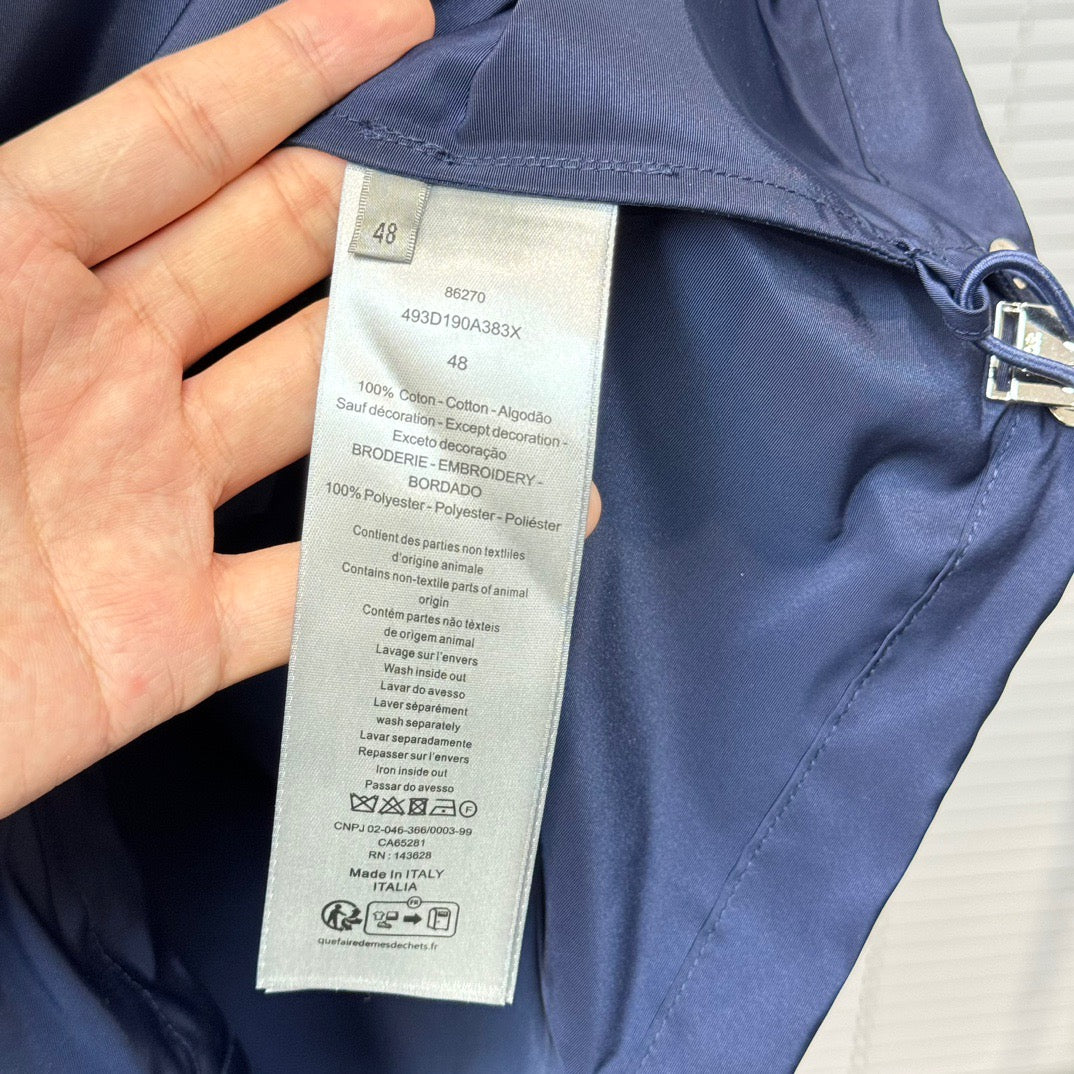 48
86270
493D190A383X
48
100% Coton - Cotton - Algodão
Sauf décoration - Except decoration -
Exceto decoração
BRODERIE - EMBROIDERY -
BORDADO
100% Polyester - Polyester - Poliéster
Contient des parties non textliies
d'origine animale
Contains non-textile parts of animal
origin
Contém partes não tèxteis
de origem animal
Lavage sur l'envers
Wash inside out
Lavar do avesso
Laver séparément
wash separately
Lavar separadamente
Repasser sur l'envers
Iron inside out
Passar do avesso
F
CNPJ 02-046-366/0003-99
CA65281
RN : 143628
Made In ITALY
ITALIA
FR
quefairedemesdechets.fr